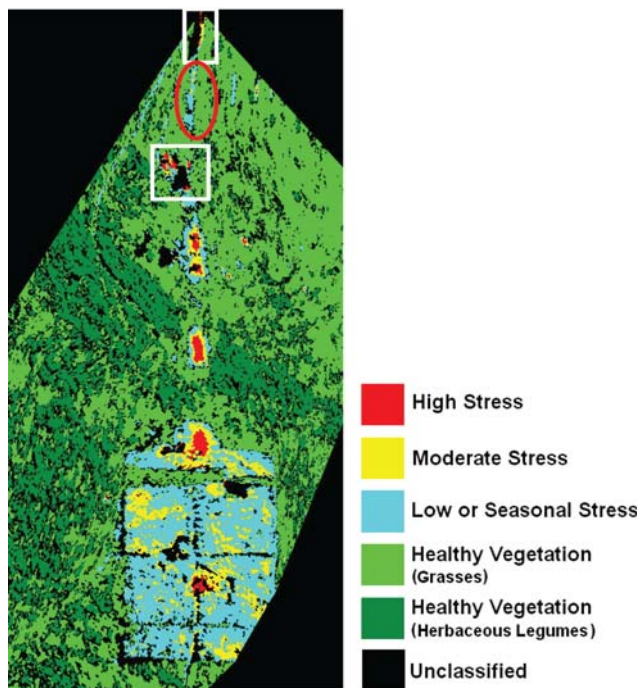 High Stress
Moderate Stress
Low or Seasonal Stress
Healthy Vegetation
(Grasses)
Healthy Vegetation
(Herbaceous Legumes)
Unclassified